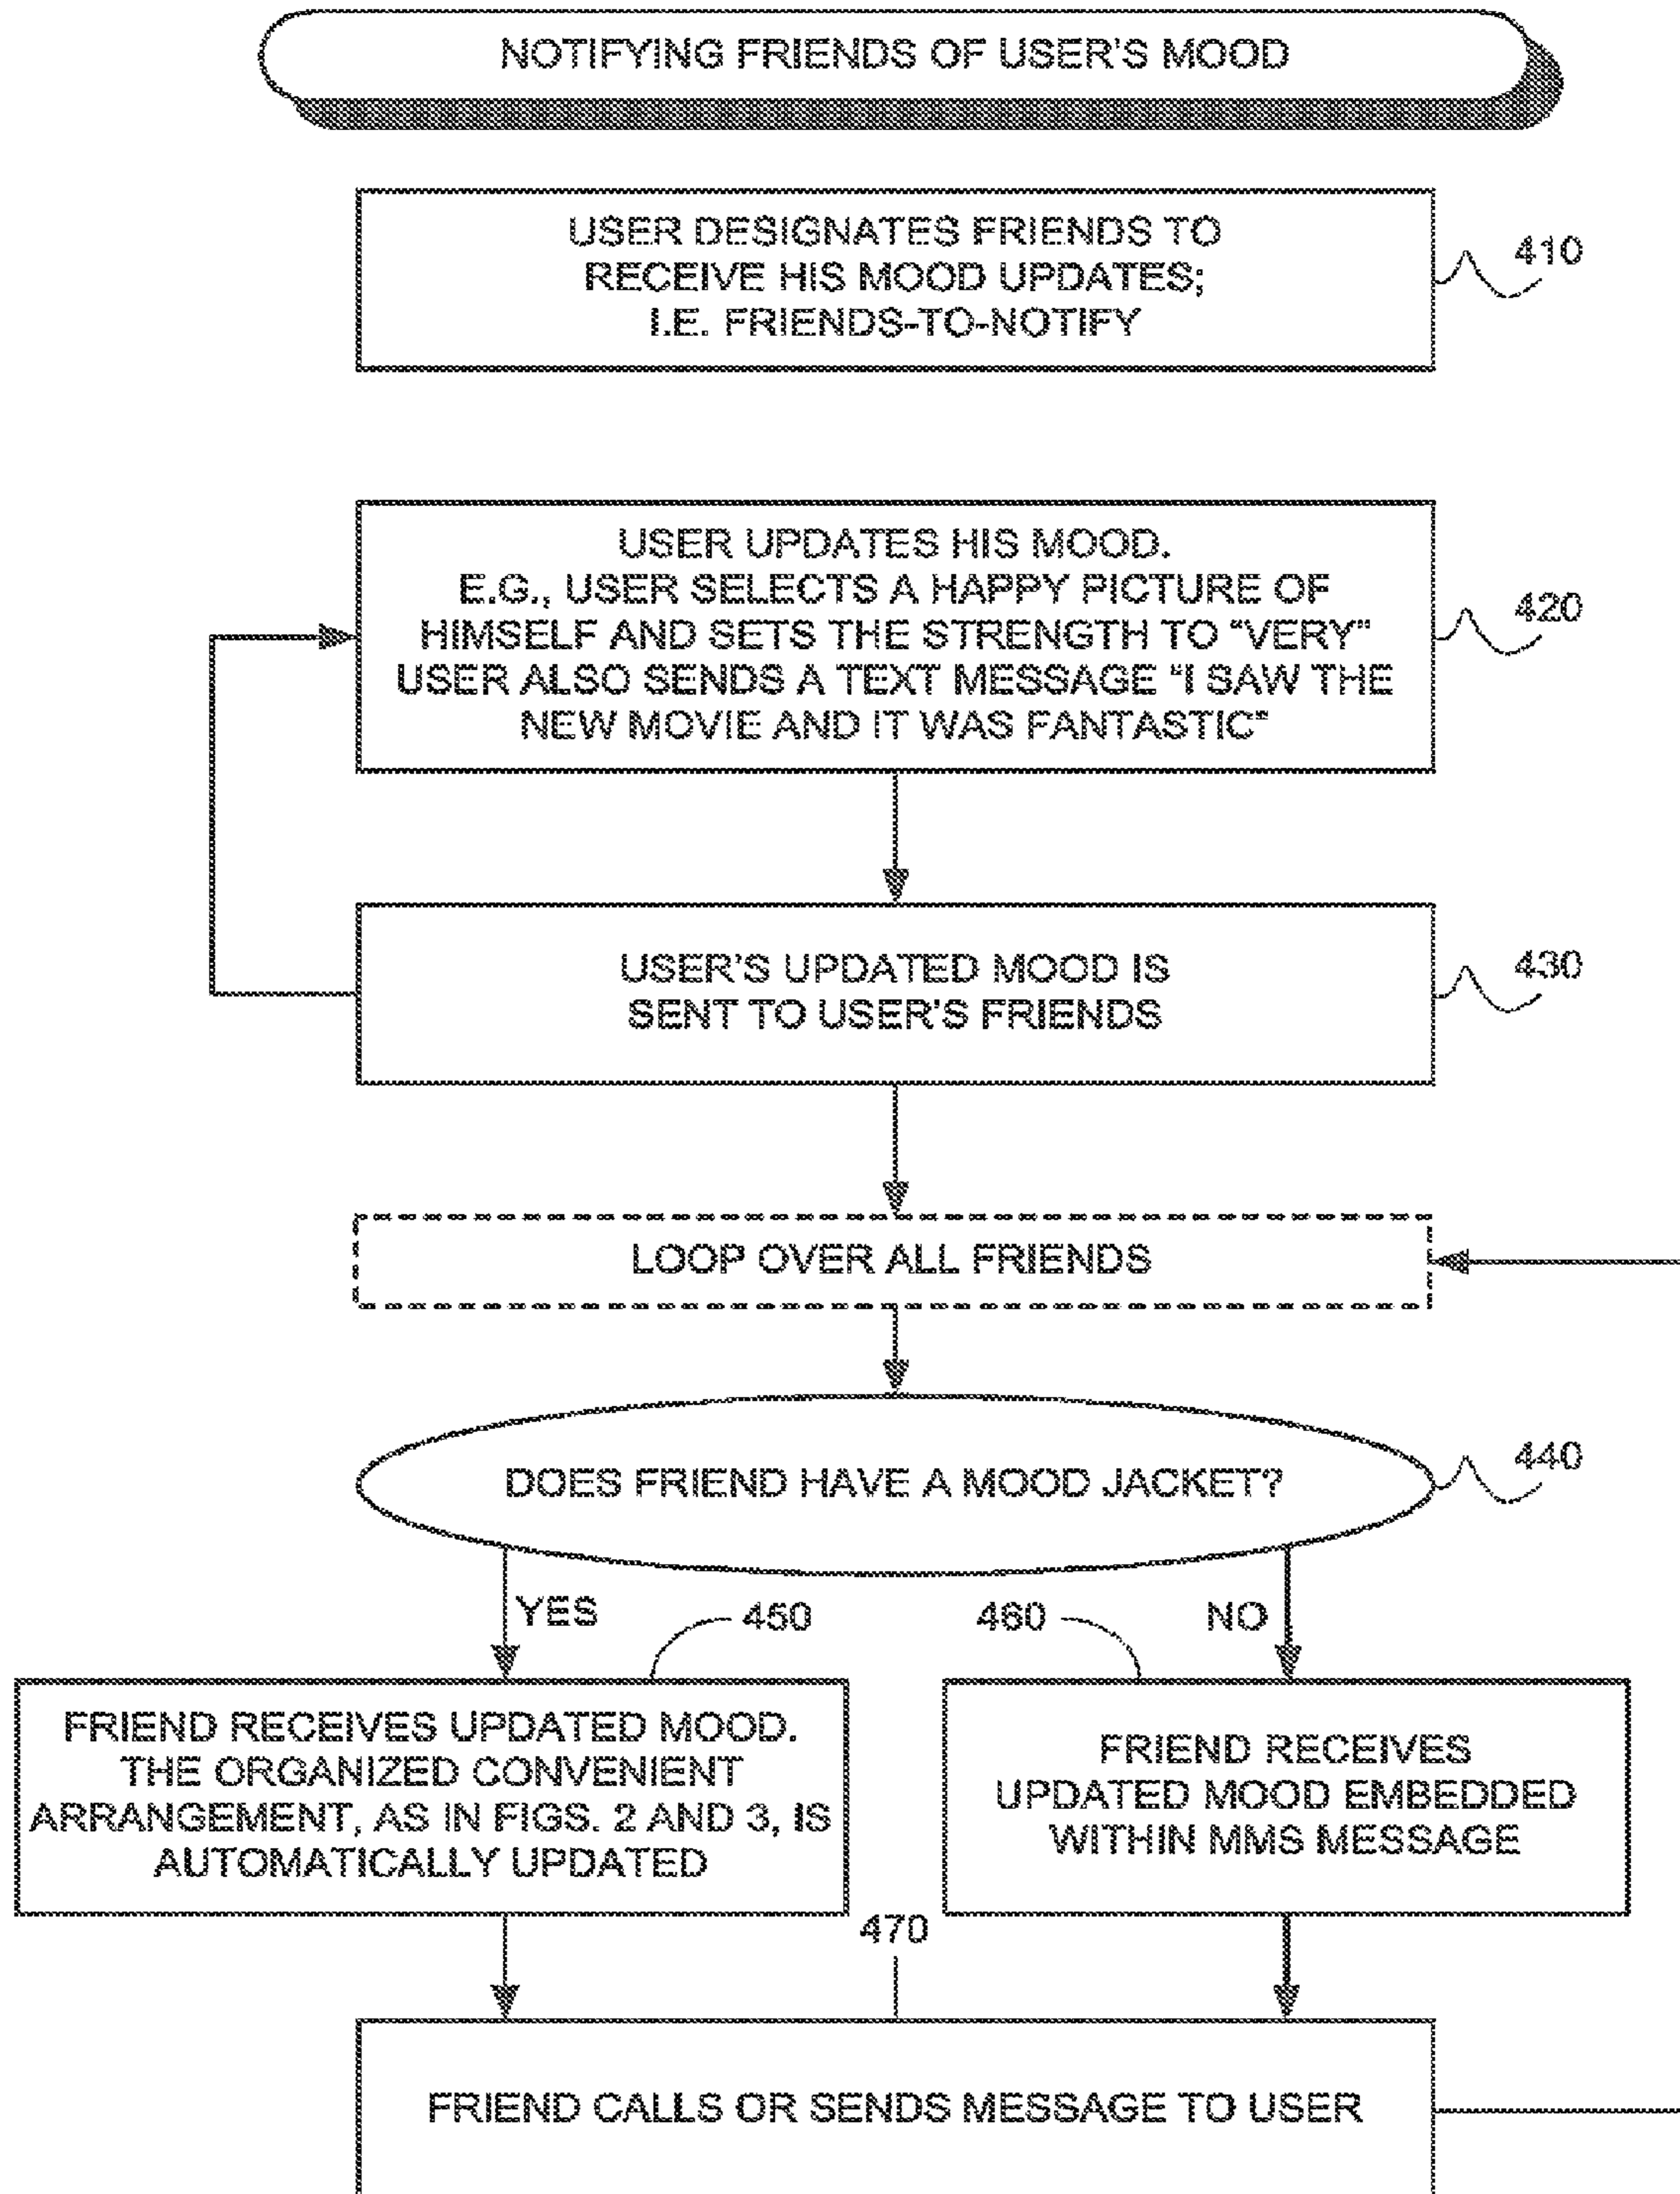 NOTIFYING FRIENDS OF USER'S MOOD
USER DESIGNATES FRIENDS TO
RECEIVE HIS MOOD UPDATES;
I.E. FRIENDS-TO-NOTIFY
410
USER UPDATES HIS MOOD.
E.G., USER SELECTS A HAPPY PICTURE OF
HIMSELF AND SETS THE STRENGTH TO "VERY"
USER ALSO SENDS A TEXT MESSAGE "I SAW THE
NEW MOVIE AND IT WAS FANTASTIC"
420
USER'S UPDATED MOOD IS
SENT TO USER'S FRIENDS
430
LOOP OVER ALL FRIENDS
DOES FRIEND HAVE A MOOD JACKET?
440
YES
450
460
NO
FRIEND RECEIVES UPDATED MOOD.
THE ORGANIZED CONVENIENT
ARRANGEMENT, AS IN FIGS. 2 AND 3, IS
AUTOMATICALLY UPDATED
FRIEND RECEIVES
UPDATED MOOD EMBEDDED
WITHIN MMS MESSAGE
470
FRIEND CALLS OR SENDS MESSAGE TO USER